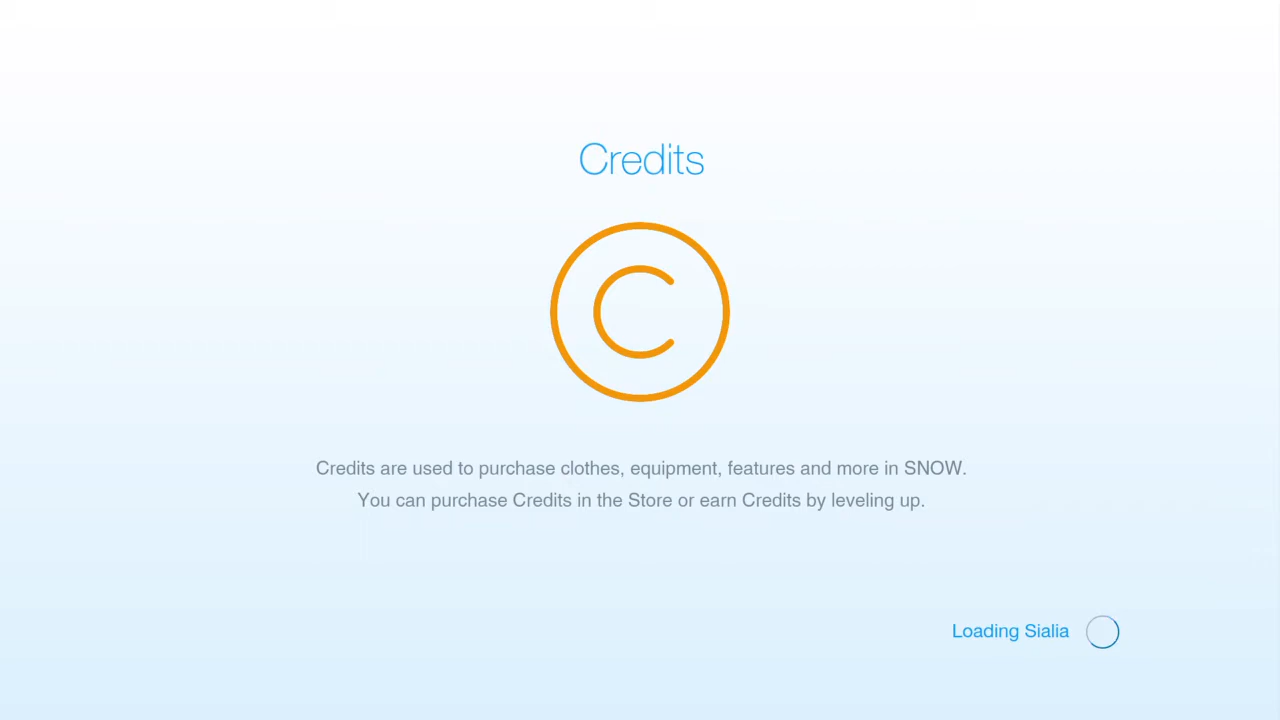 Credits
C
Credits are used to purchase clothes, equipment, features and more in SNOW.
You can purchase Credits in the Store or earn Credits by leveling up.
Loading Sialia